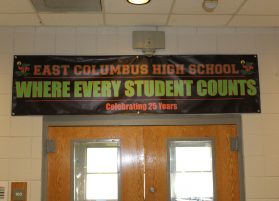 EAST COLUMBUS HIGH SCHOOL
WHERE EVERY STUDENT COUNTS
Celebrating 25 Years